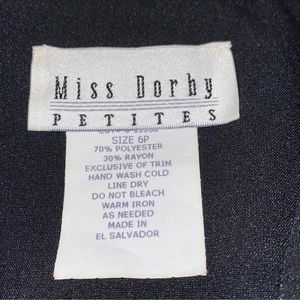 Miss Dorby
PETITES
SIZE 6P
70% POLYESTER
30% RAYON
EXCLUSIVE OF TRIM
HAND WASH COLD
LINE DRY
DO NOT BLEACH
WARM IRON
AS NEEDED
MADE IN
EL SALVADOR